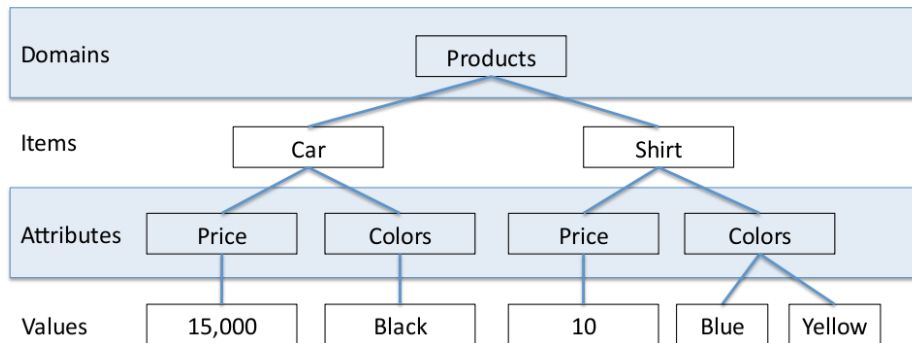 Domains
Products
Items
Car
Shirt
Attributes
Price
Colors
Price
Colors
Values
15,000
Black
10
Blue
Yellow